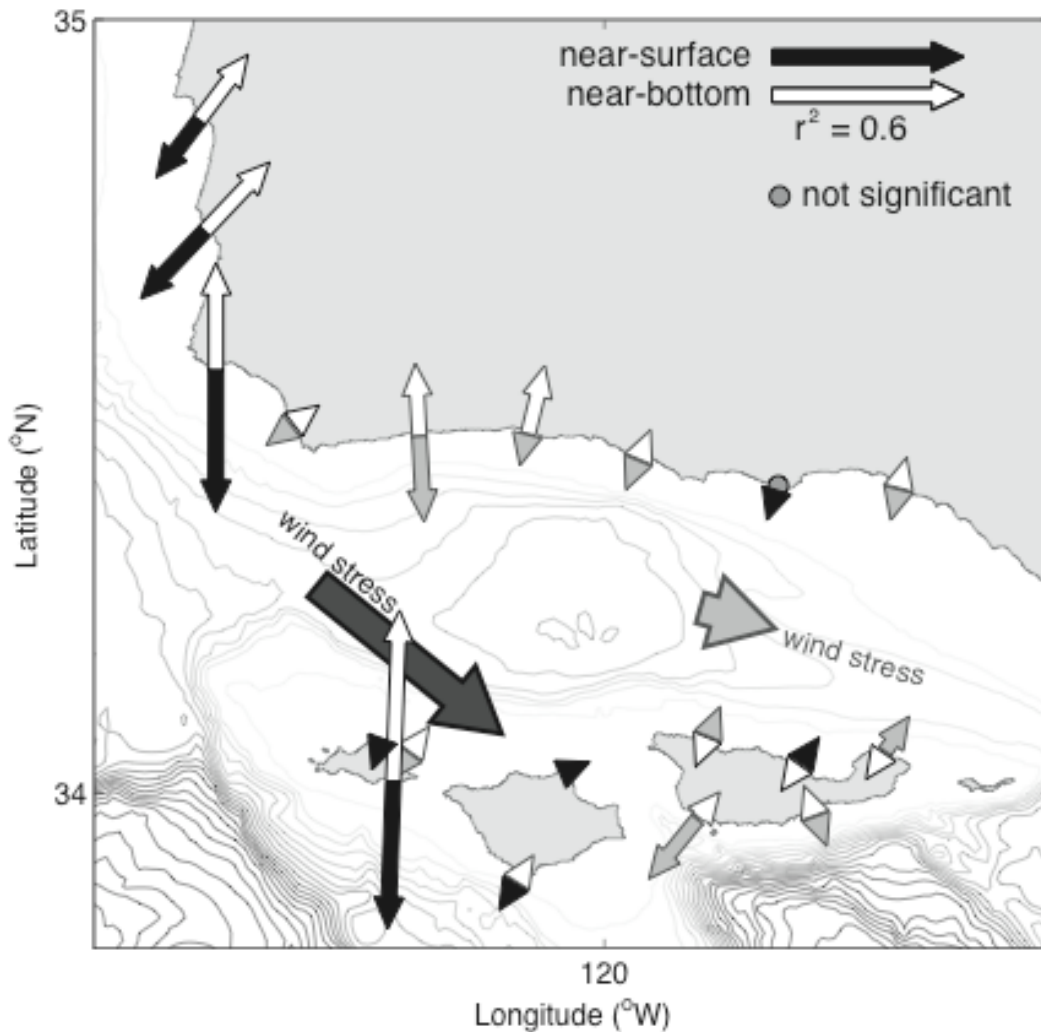 35
near-surface
near-bottom
r² = 0.6
not significant
Latitude (°N)
wind stress
wind stress
34
120
Longitude (°W)